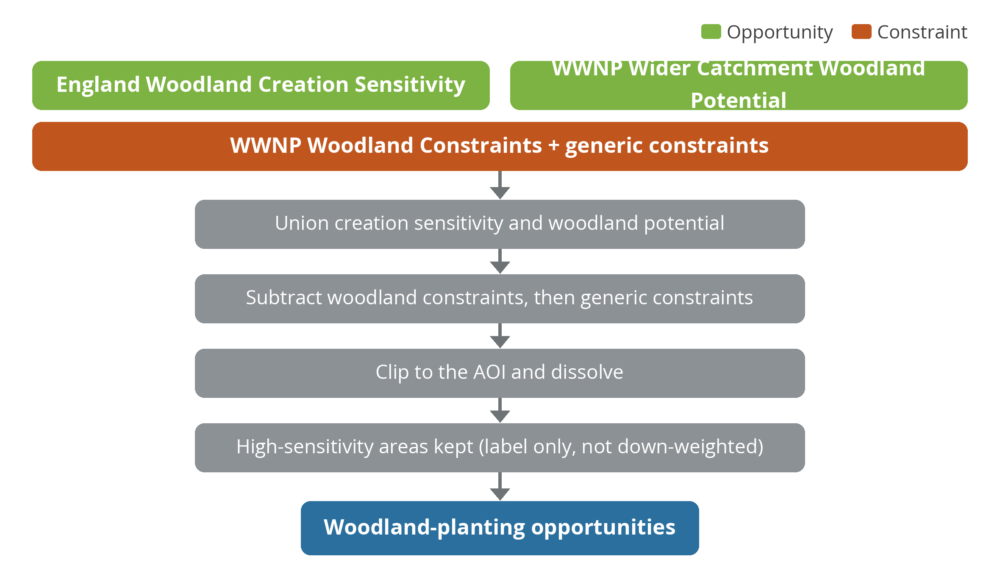 Opportunity
Constraint
England Woodland Creation Sensitivity
WWNP Wider Catchment Woodland
Potential
WWNP Woodland Constraints + generic constraints
Union creation sensitivity and woodland potential
Subtract woodland constraints, then generic constraints
Clip to the AOI and dissolve
High-sensitivity areas kept (label only, not down-weighted)
Woodland-planting opportunities